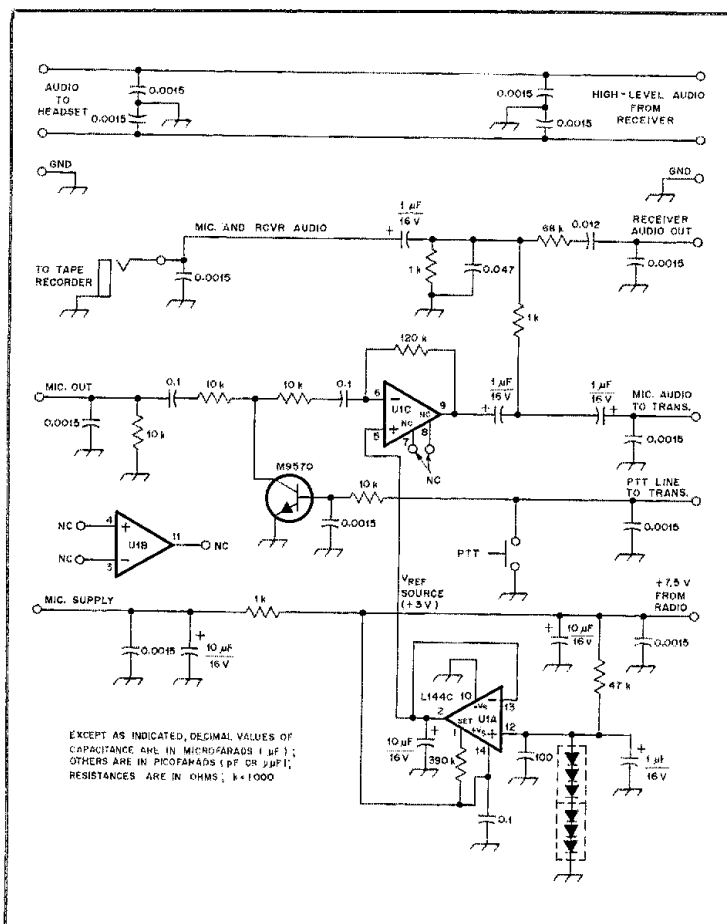 0.0015
0.0015
AUDIO
TO
HEADSET
0.0015
0.0015
HIGH-LEVEL AUDIO
FROM
RECEIVER
GND
GND
MIC. AND RCVR AUDIO
+
1 µF
16 V
68 k
0.012
RECEIVER
AUDIO OUT
TO TAPE
RECORDER
0.0015
1 k
0.047
0.0015
1 k
120 k
MIC. OUT
0.1
10 k
10 k
0.1
6
−
U1C
9
+
5
NC
7
NC
8
NC
1 µF
16 V
+
1 µF
16 V
+
MIC. AUDIO
TO TRANS.
0.0015
10 k
0.0015
M9570
10 k
0.0015
PTT LINE
TO TRANS.
0.0015
PTT
NC
4
+
U1B
11
NC
NC
−
3
VREF
SOURCE
(+3V)
+7.5 V
FROM
RADIO
MIC. SUPPLY
1 k
0.0015
+
10 µF
16 V
+
10 µF
16 V
0.0015
47 k
L144C
10
−VS
−
13
2
U1A
SET
+VS
+
12
1
14
+
10 µF
16 V
390 k
0.1
100
+
1 µF
16 V
EXCEPT AS INDICATED, DECIMAL VALUES OF
CAPACITANCE ARE IN MICROFARADS (µF);
OTHERS ARE IN PICOFARADS (pF OR µµF);
RESISTANCES ARE IN OHMS; k=1000